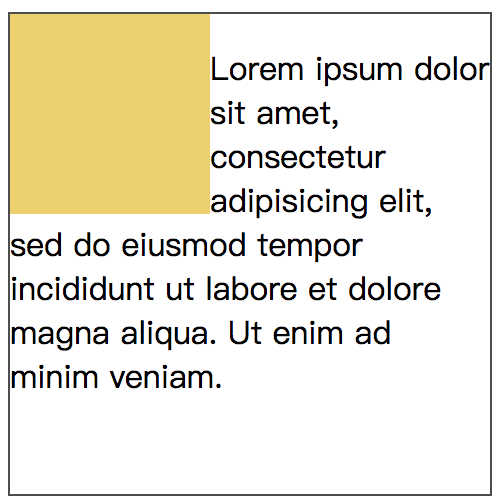 Lorem ipsum dolor
sit amet,
consectetur
adipisicing elit,
sed do eiusmod tempor
incididunt ut labore et dolore
magna aliqua. Ut enim ad
minim veniam.